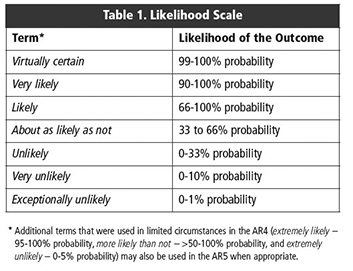 Table 1. Likelihood Scale
Term* Likelihood of the Outcome
Virtually certain 99-100% probability
Very likely 90-100% probability
Likely 66-100% probability
About as likely as not 33 to 66% probability
Unlikely 0-33% probability
Very unlikely 0-10% probability
Exceptionally unlikely 0-1% probability
* Additional terms that were used in limited circumstances in the AR4 (extremely likely –
95-100% probability, more likely than not – >50-100% probability, and extremely
unlikely – 0-5% probability) may also be used in the AR5 when appropriate.